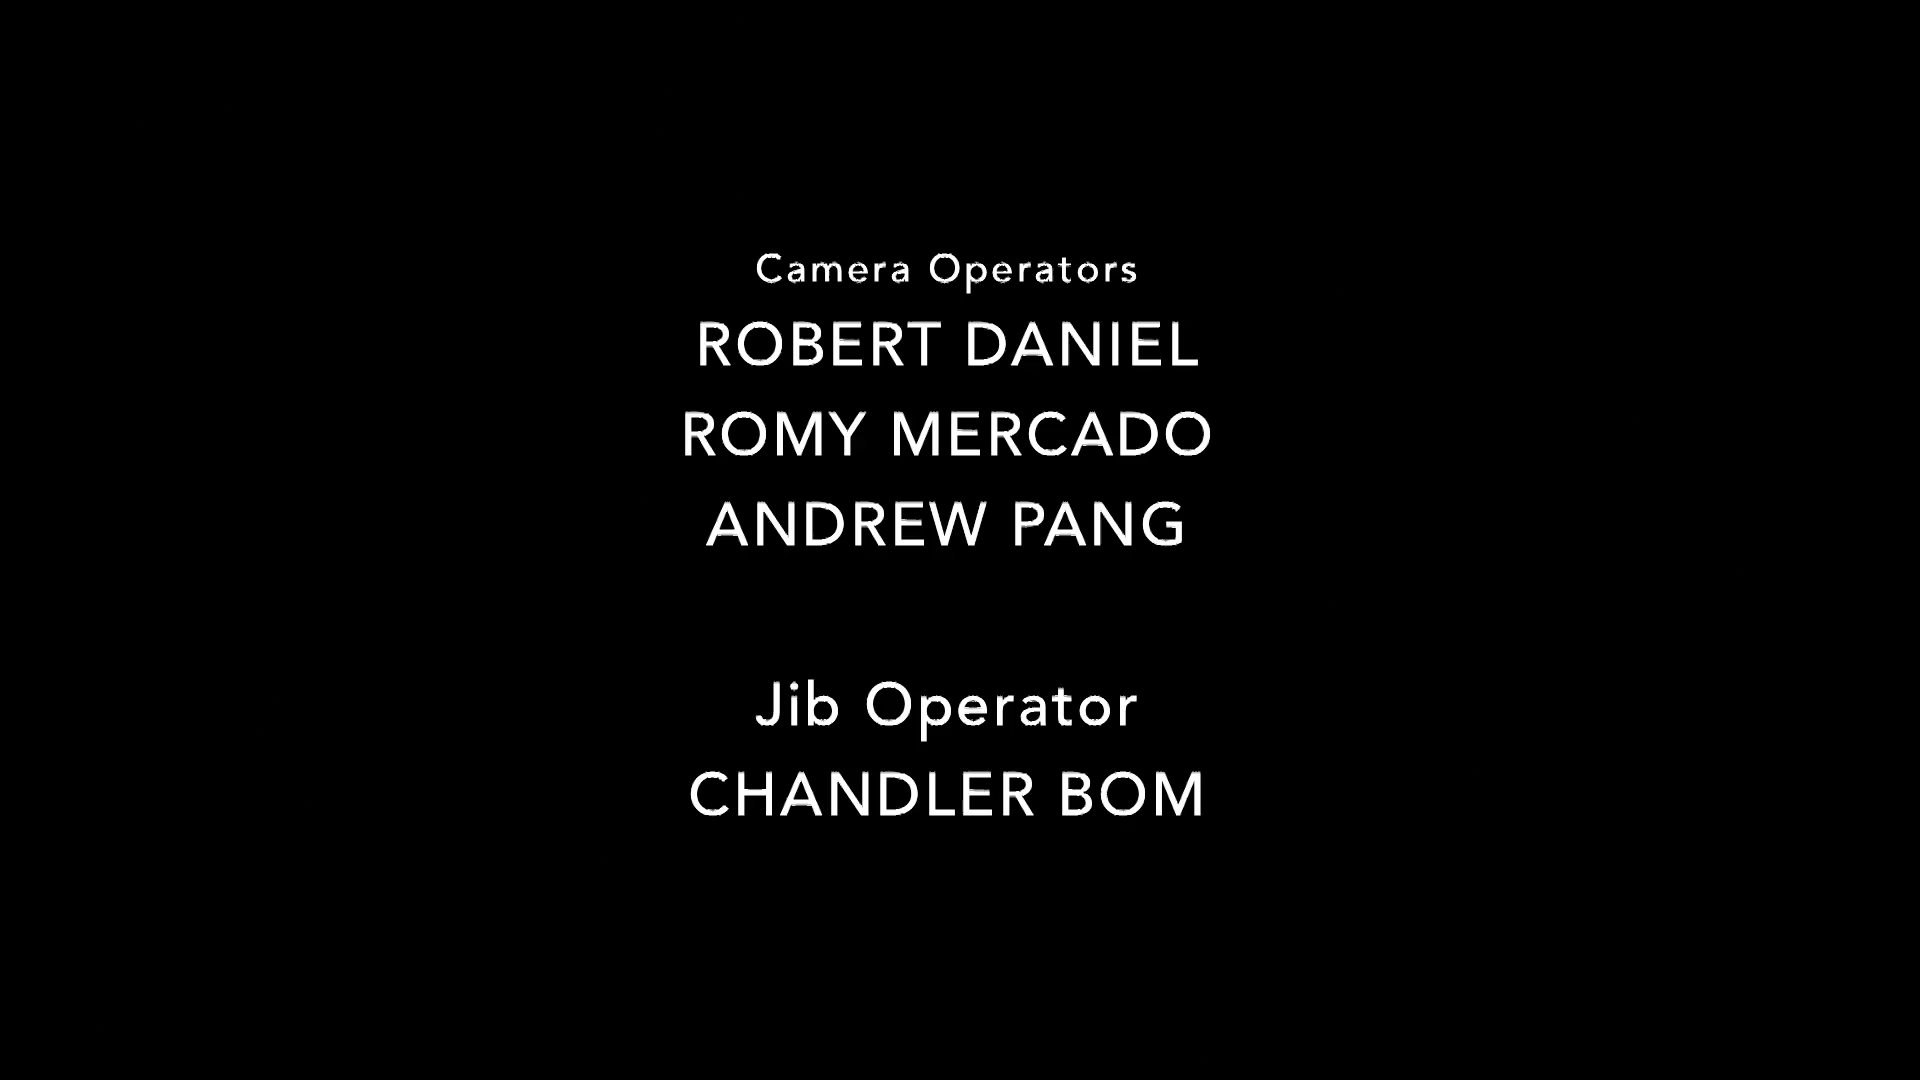 Camera Operators
ROBERT DANIEL
ROMY MERCADO
ANDREW PANG
Jib Operator
CHANDLER BOM